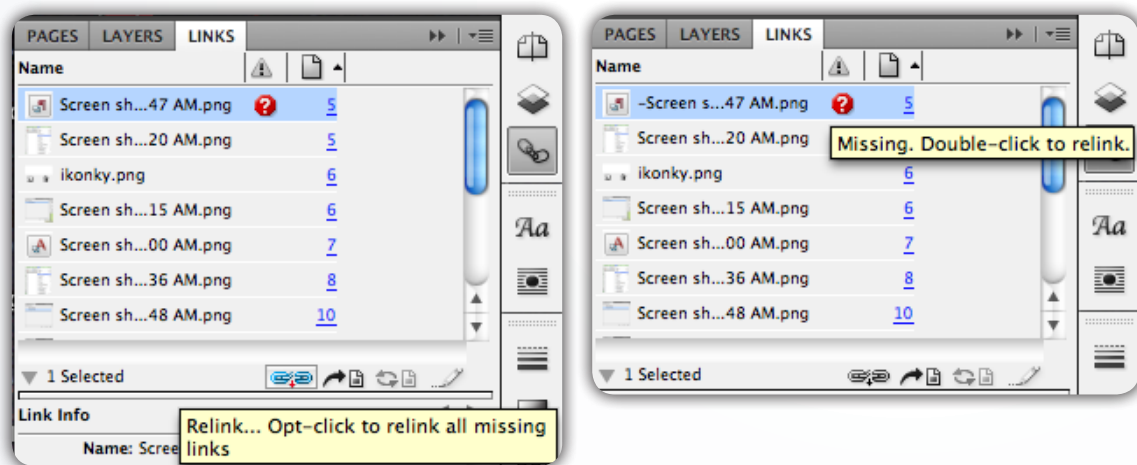 PAGES LAYERS LINKS
Name
Screen sh...47 AM.png 5
Screen sh...20 AM.png 5
ikonky.png 6
Screen sh...15 AM.png 6
Screen sh...00 AM.png 7
Screen sh...36 AM.png 8
Screen sh...48 AM.png 10
1 Selected
Link Info
Name: Scree
Relink... Opt-click to relink all missing
links
Aa
PAGES LAYERS LINKS
Name
-Screen s...47 AM.png 5
Screen sh...20 AM.png
Missing. Double-click to relink.
ikonky.png 6
Screen sh...15 AM.png 6
Screen sh...00 AM.png 7
Screen sh...36 AM.png 8
Screen sh...48 AM.png 10
1 Selected
Aa